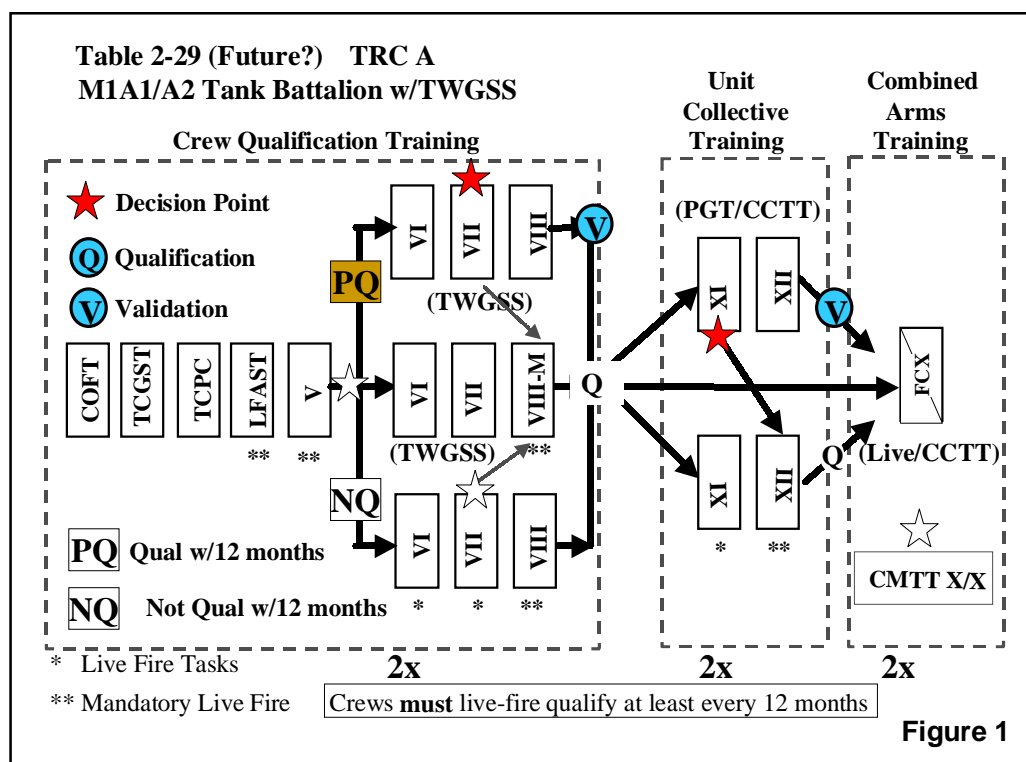 Table 2-29 (Future?) TRC A
M1A1/A2 Tank Battalion w/TWGSS
Unit
Collective
Training
Combined
Arms
Training
Crew Qualification Training
Decision Point
Q Qualification
V Validation
PQ
VI
VII
VIII
V
(TWGSS)
(PGT/CCTT)
XI
XII
V
COFT
TCGST
TCPC
LFAST
**
V
**
VI
VII
VIII-M
**
(TWGSS)
Q
FCX
(Live/CCTT)
NQ
VI
*
VII
*
VIII
**
XI
*
XII
**
Q
CMTT X/X
PQ Qual w/12 months
NQ Not Qual w/12 months
* Live Fire Tasks
2x
2x
2x
** Mandatory Live Fire
Crews must live-fire qualify at least every 12 months
Figure 1